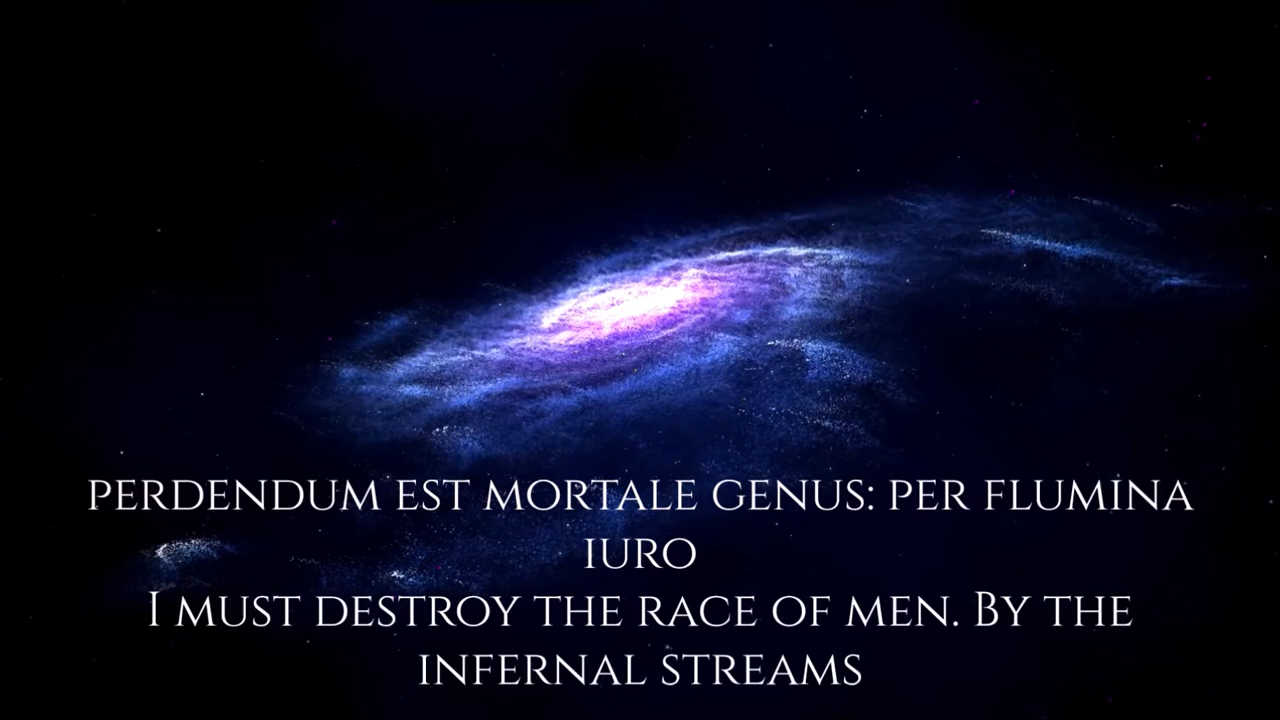 PERDENDUM EST MORTALE GENUS: PER FLUMINA
IURO
I MUST DESTROY THE RACE OF MEN. BY THE
INFERNAL STREAMS